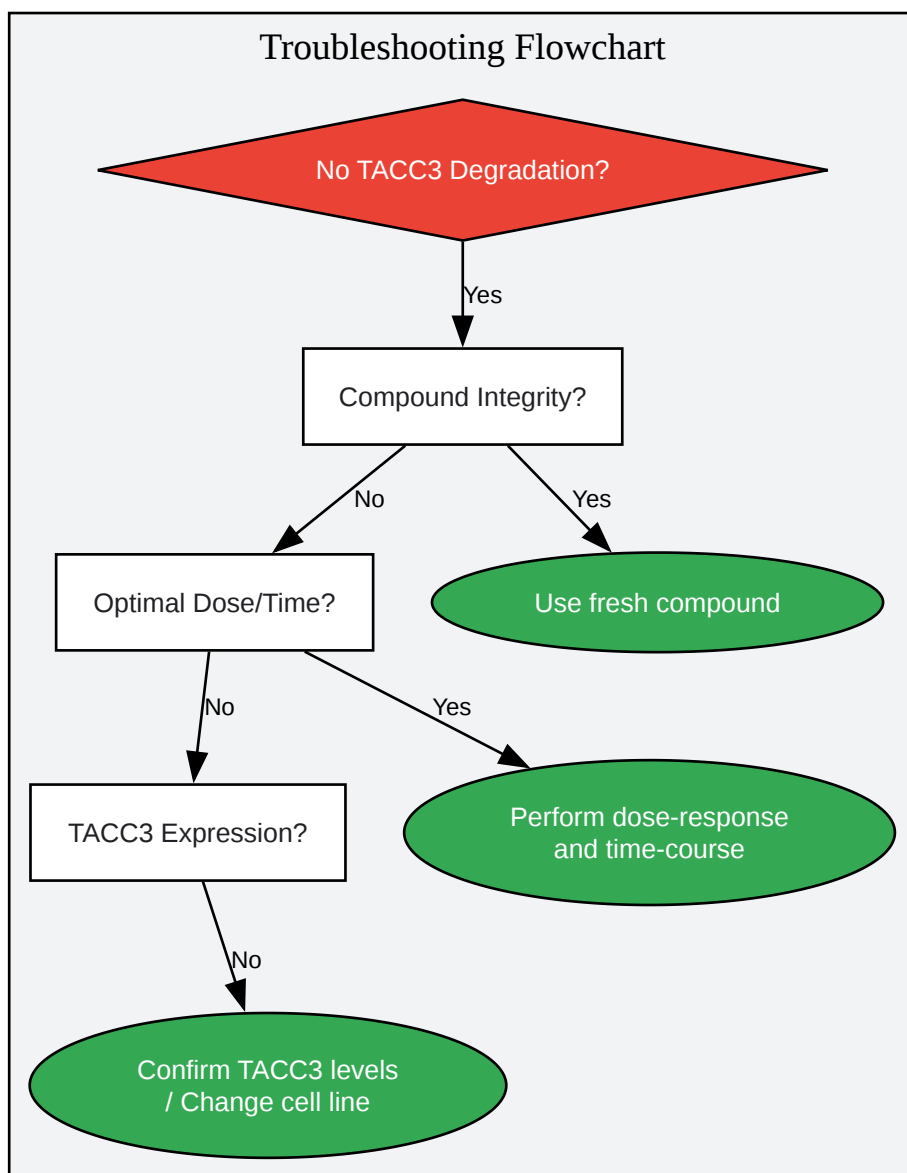 Troubleshooting Flowchart
No TACC3 Degradation?
Yes
Compound Integrity?
No
Yes
Optimal Dose/Time?
Use fresh compound
No
Yes
TACC3 Expression?
Perform dose-response
and time-course
No
Confirm TACC3 levels
/ Change cell line